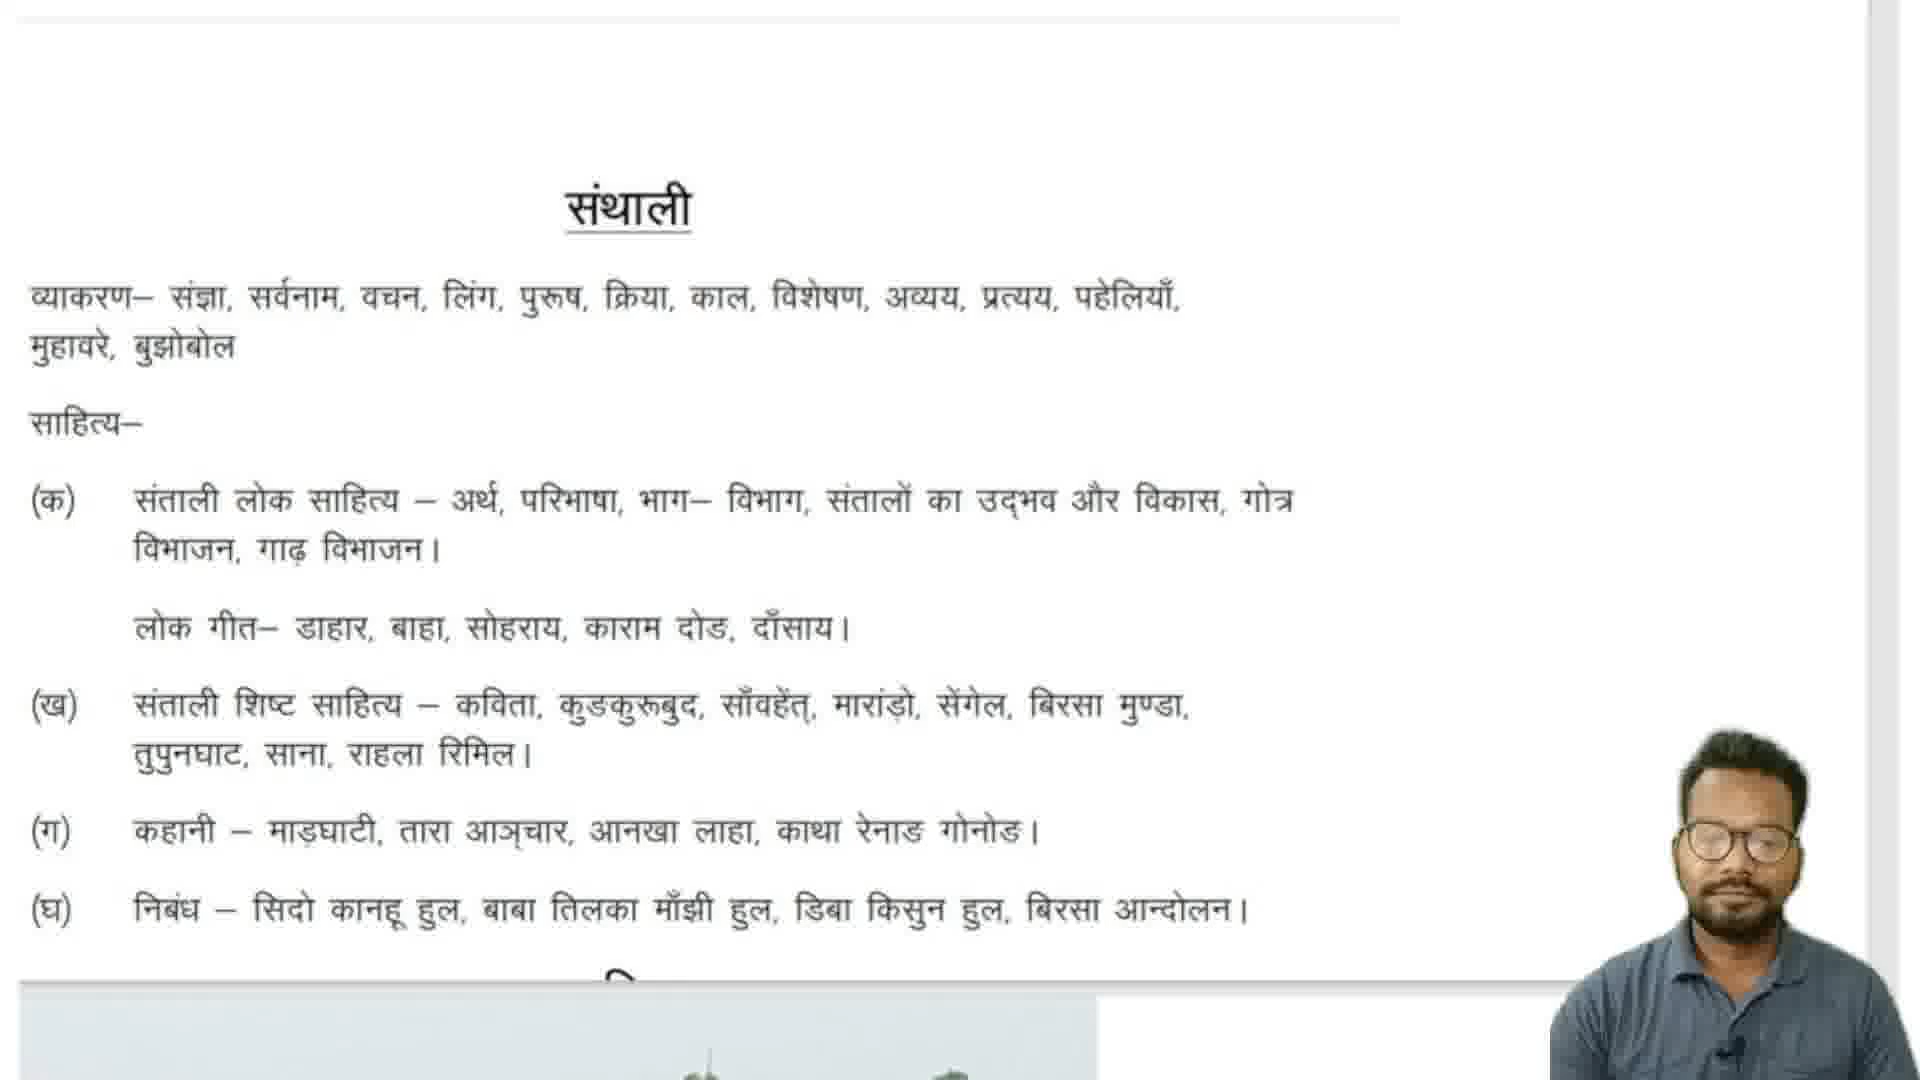 संथाली
व्याकरण– संज्ञा, सर्वनाम, वचन, लिंग, पुरूष, क्रिया, काल, विशेषण, अव्यय, प्रत्यय, पहेलियाँ,
मुहावरे, बुझोबोल
साहित्य–
(क) संताली लोक साहित्य – अर्थ, परिभाषा, भाग– विभाग, संतालों का उद्भव और विकास, गोत्र
विभाजन, गाढ़ विभाजन।
लोक गीत– डाहार, बाहा, सोहराय, काराम दोङ, दाँसाय।
(ख) संताली शिष्ट साहित्य – कविता, कुङकुरूबुद, साँवहेंत्, मारांड़ो, सेंगेल, बिरसा मुण्डा,
तुपुनघाट, साना, राहला रिमिल।
(ग) कहानी – माड़घाटी, तारा आञ्चार, आनखा लाहा, काथा रेनाङ गोनोङ।
(घ) निबंध – सिदो कानहू हुल, बाबा तिलका माँझी हुल, डिबा किसुन हुल, बिरसा आन्दोलन।